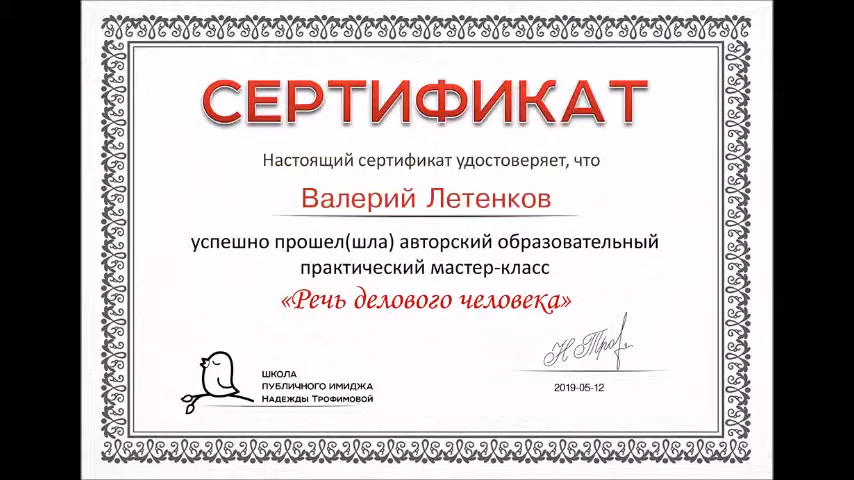 СЕРТИФИКАТ
Настоящий сертификат удостоверяет, что
Валерий Летенков
успешно прошел(шла) авторский образовательный
практический мастер-класс
«Речь делового человека»
Н Троф
ШКОЛА
ПУБЛИЧНОГО ИМИДЖА
НАДЕЖДЫ ТРОФИМОВОЙ
2019-05-12